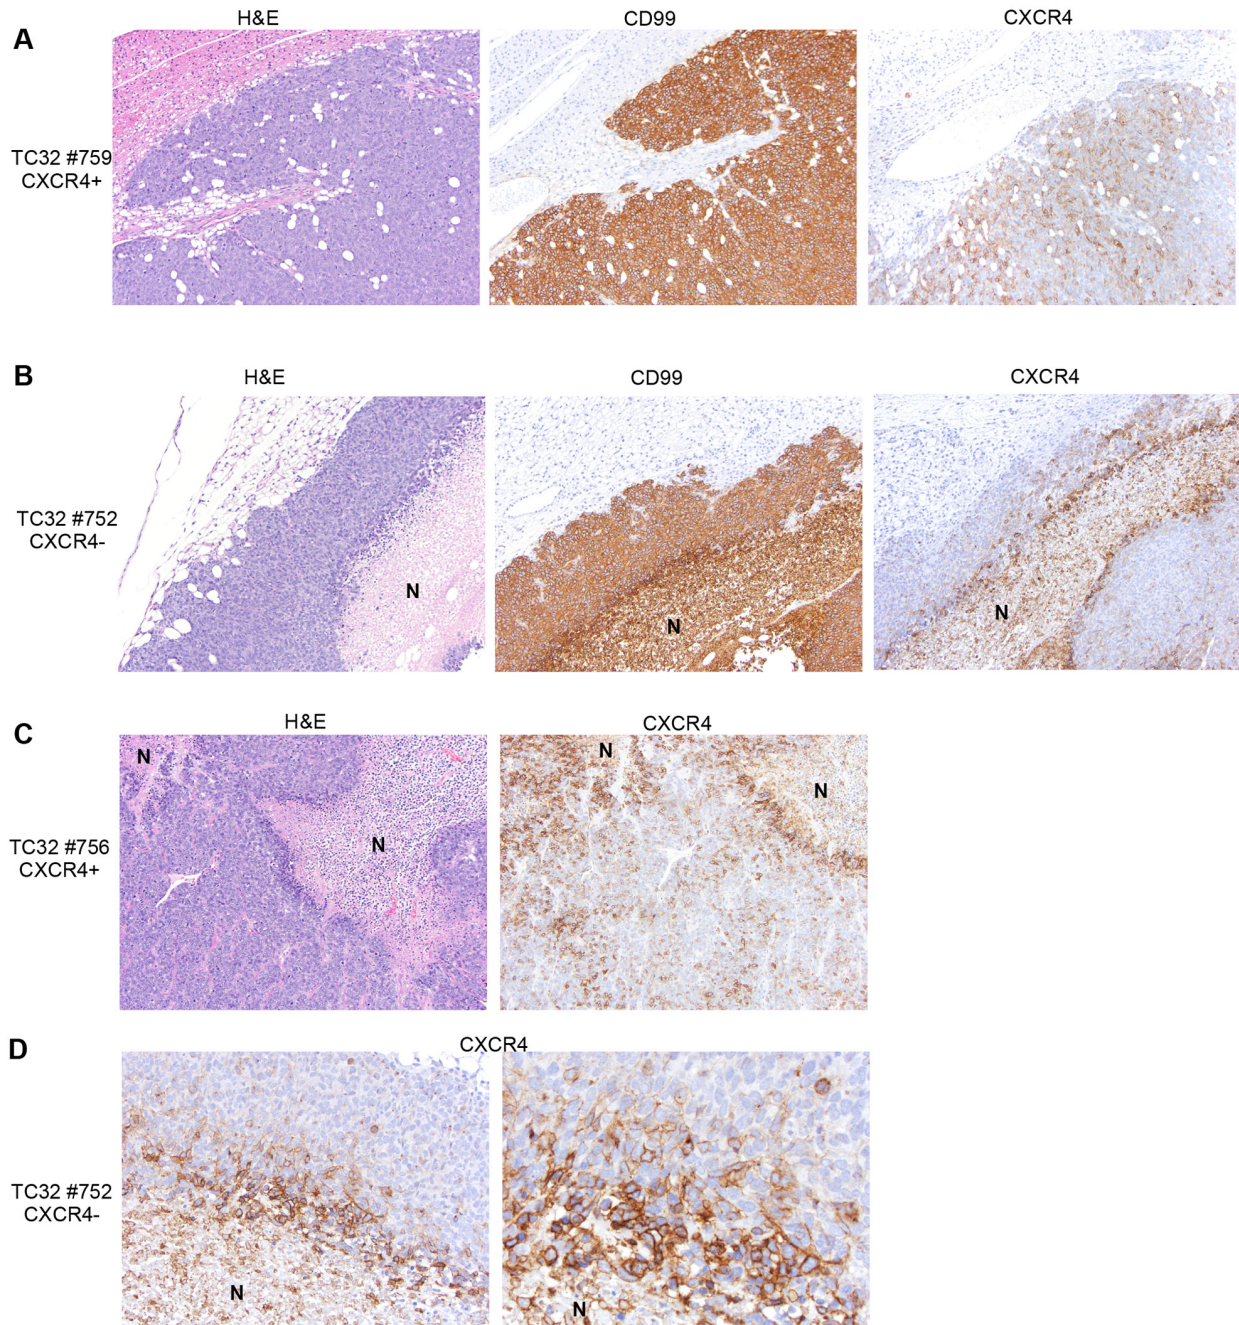 A
H&E
CD99
CXCR4
TC32 #759
CXCR4+
B
H&E
CD99
CXCR4
TC32 #752
CXCR4-
N
N
N
C
H&E
CXCR4
TC32 #756
CXCR4+
N
N
N
N
D
CXCR4
TC32 #752
CXCR4-
N
N